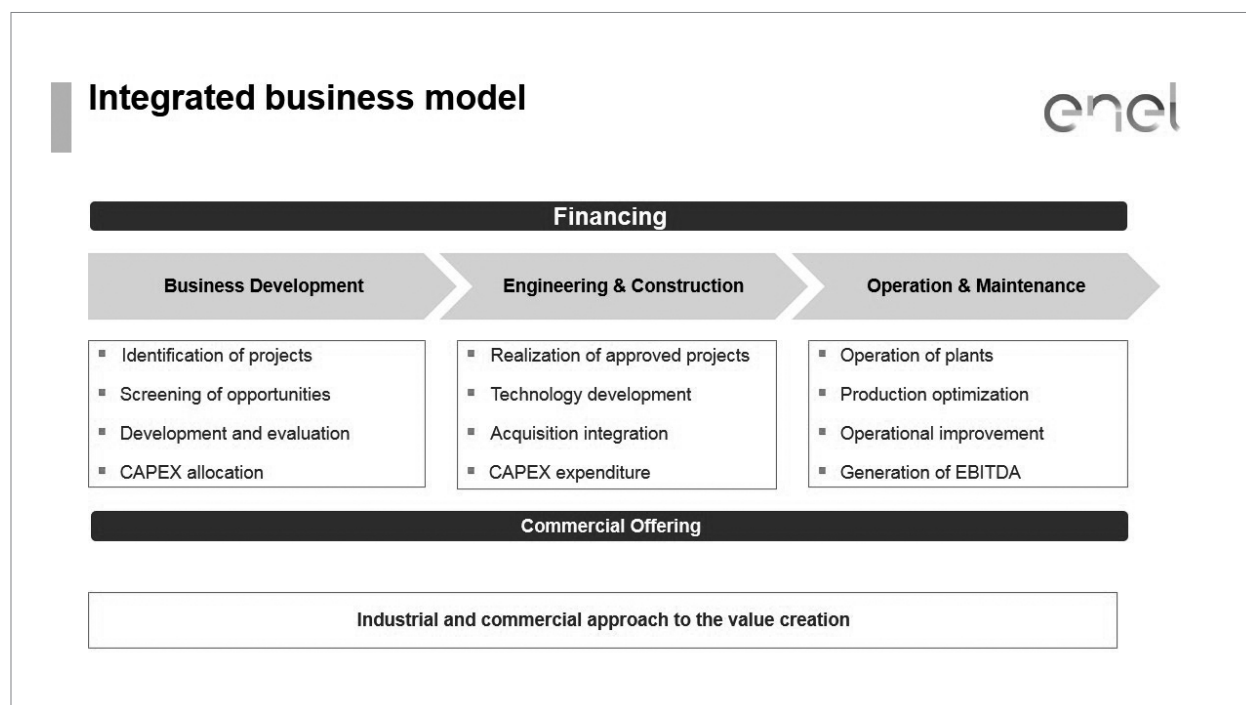 Integrated business model
enel
Financing
Business Development
Engineering & Construction
Operation & Maintenance
Identification of projects
Screening of opportunities
Development and evaluation
CAPEX allocation
Realization of approved projects
Technology development
Acquisition integration
CAPEX expenditure
Operation of plants
Production optimization
Operational improvement
Generation of EBITDA
Commercial Offering
Industrial and commercial approach to the value creation